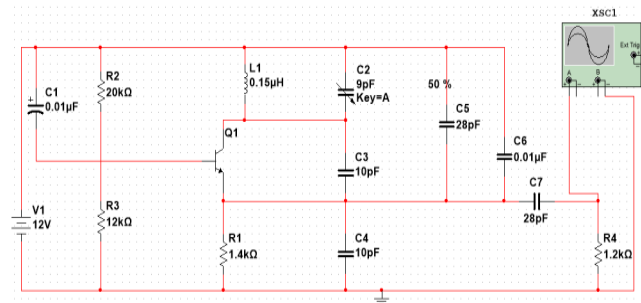 XSC1
Ext Trig
+
A
B
C1
0.01µF
R2
20kΩ
L1
0.15µH
C2
9pF
Key=A
50 %
C5
28pF
C6
0.01µF
Q1
C3
10pF
C7
28pF
V1
12V
R3
12kΩ
R1
1.4kΩ
C4
10pF
R4
1.2kΩ